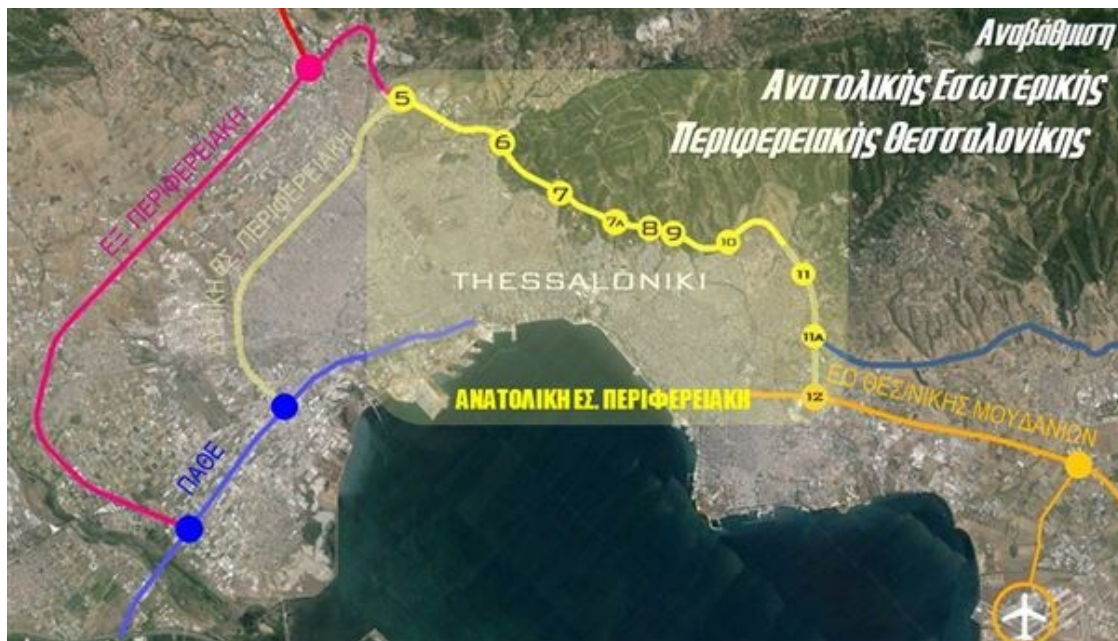 Αναβάθμιση
Ανατολικής Εσωτερικής
Περιφερειακής Θεσσαλονίκης
5
6
7
7Α
8
9
10
11
11Α
12
ΕΞ. ΠΕΡΙΦΕΡΕΙΑΚΗ
ΔΥΤΙΚΗ ΕΣ. ΠΕΡΙΦΕΡΕΙΑΚΗ
THESSALONIKI
ΑΝΑΤΟΛΙΚΗ ΕΣ. ΠΕΡΙΦΕΡΕΙΑΚΗ
ΕΟ ΘΕΣ/ΝΙΚΗΣ ΜΟΥΔΑΝΙΩΝ
ΠΑΘΕ